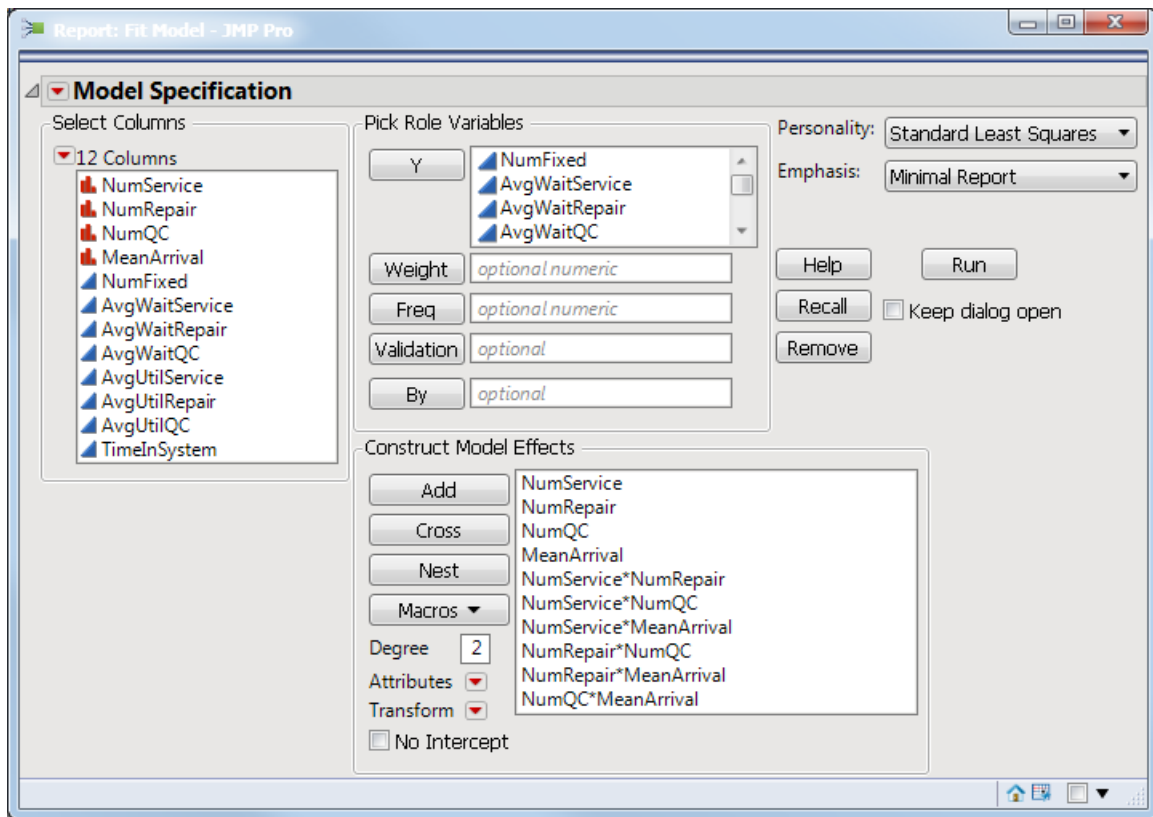 Report: Fit Model - JMP Pro
Model Specification
Select Columns
12 Columns
NumService
NumRepair
NumQC
MeanArrival
NumFixed
AvgWaitService
AvgWaitRepair
AvgWaitQC
AvgUtilService
AvgUtilRepair
AvgUtilQC
TimeInSystem
Pick Role Variables
Y
NumFixed
AvgWaitService
AvgWaitRepair
AvgWaitQC
Weight optional numeric
Freq optional numeric
Validation optional
By optional
Personality: Standard Least Squares
Emphasis: Minimal Report
Help Run
Recall Keep dialog open
Remove
Construct Model Effects
Add
Cross
Nest
Macros
Degree 2
Attributes
Transform
No Intercept
NumService
NumRepair
NumQC
MeanArrival
NumService*NumRepair
NumService*NumQC
NumService*MeanArrival
NumRepair*NumQC
NumRepair*MeanArrival
NumQC*MeanArrival